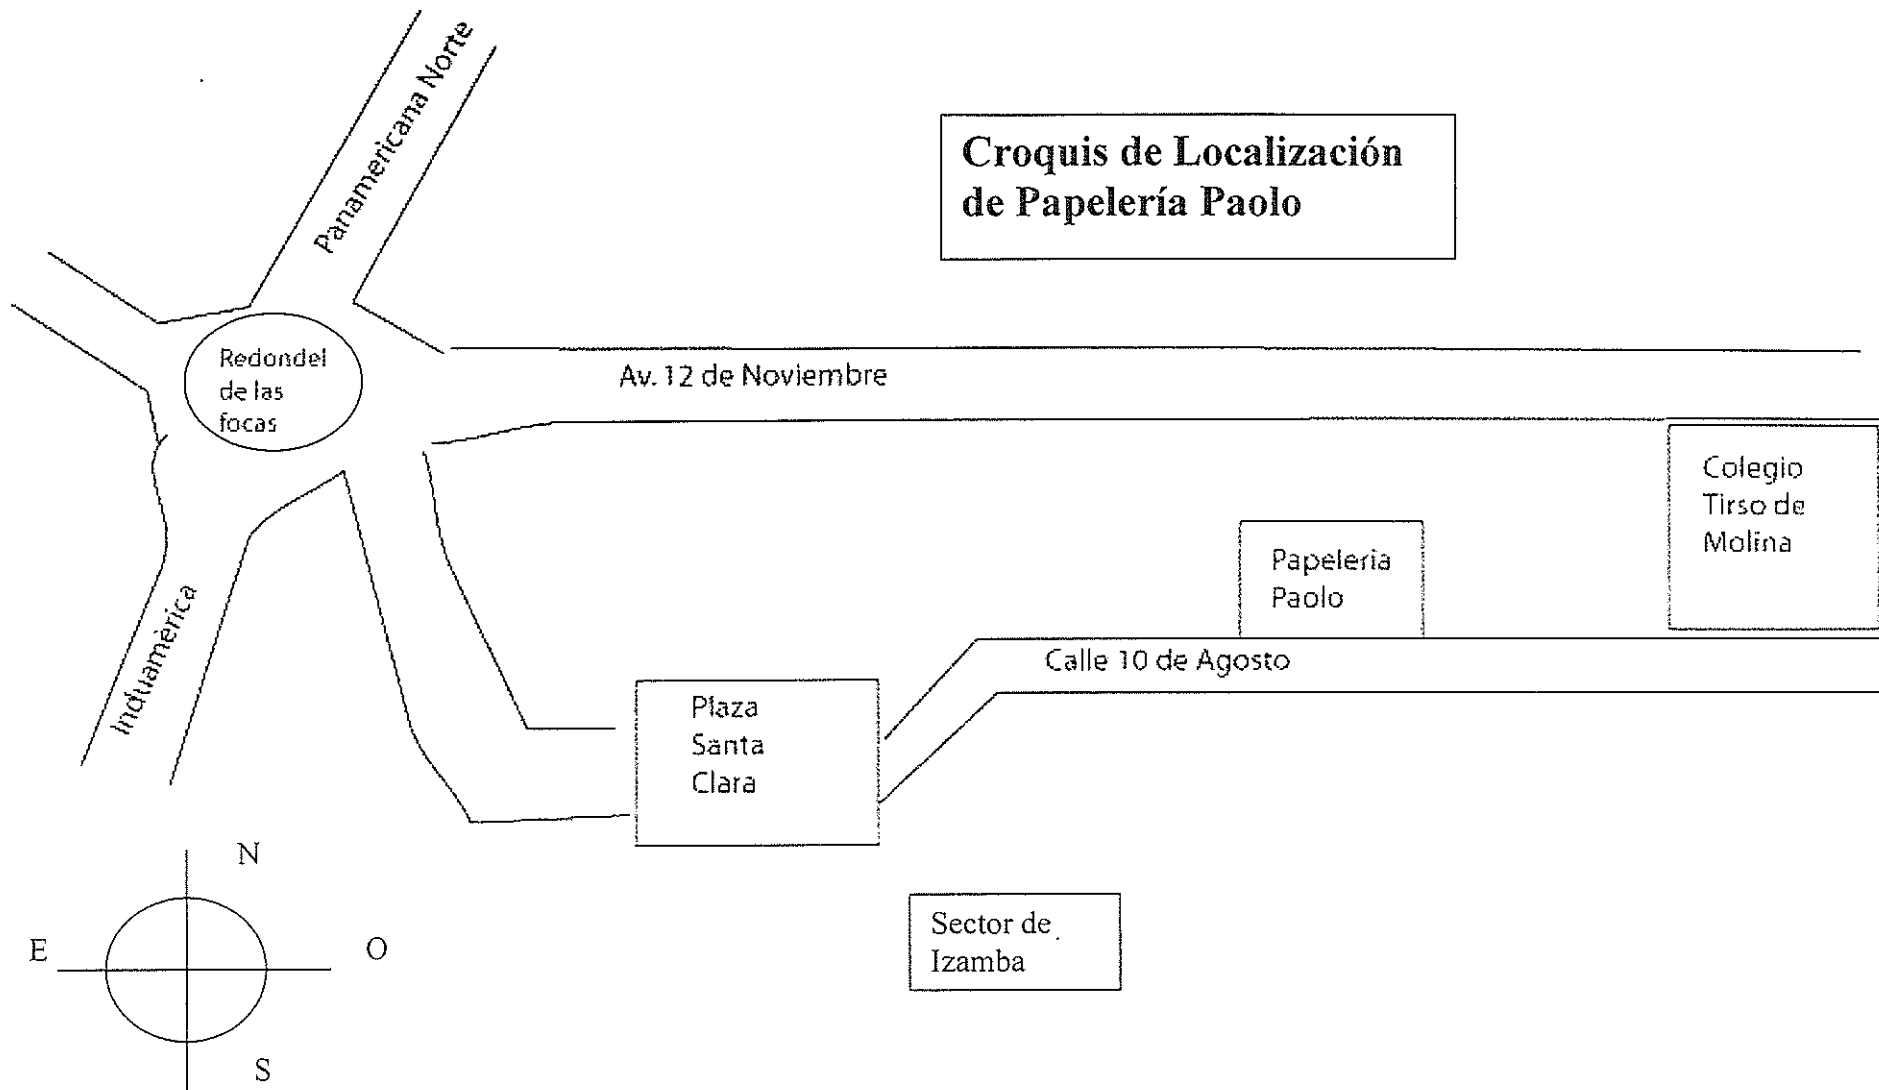 Panamericana Norte
Croquis de Localización
de Papelería Paolo
Redondel
de las
focas
Av. 12 de Noviembre
Colegio
Tirso de
Molina
Papeleria
Paolo
Induamèrica
Calle 10 de Agosto
Plaza
Santa
Clara
N
E
O
S
Sector de
Izamba